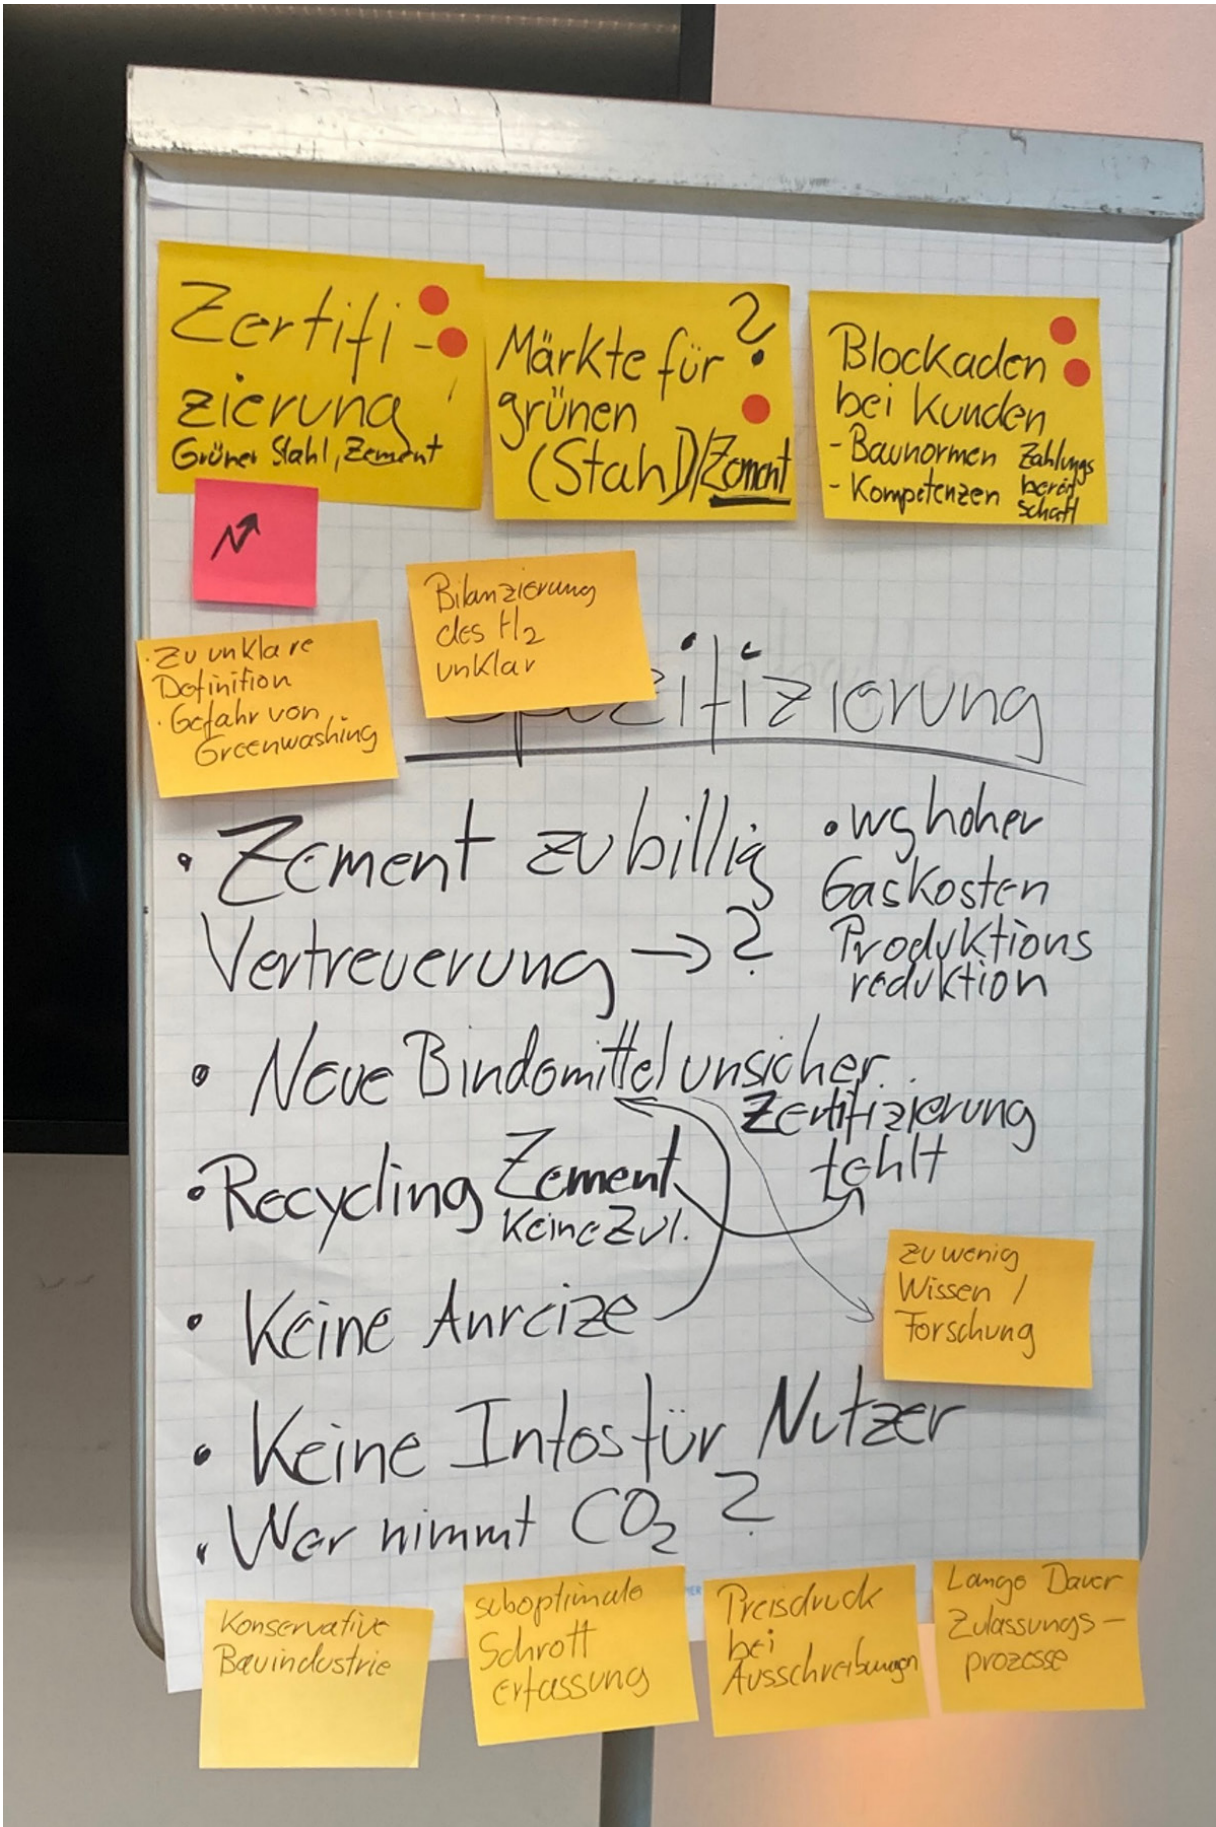 Zertifi-
zierung
Grüner Stahl, Zement
Märkte für ?
grünen
(Stahl)/Zement
Blockaden
bei Kunden
- Baunormen
- Kompetenzen
Zahlungs
bereit
schaft
Bilanzierung
des H2
unklar
· Zu unklare
Definition
· Gefahr von
Greenwashing
Spezifizierung
• Zement zu billig
Vertreuerung → ?
• wg hoher
Gaskosten
Produktions
reduktion
• Neue Bindemittel unsicher
Zertifizierung
fehlt
• Recycling Zement
Keine Zul.
zu wenig
Wissen /
Forschung
• Keine Anreize
• Keine Infos für Nutzer
• Wer nimmt CO2 ?
Konservative
Bauindustrie
suboptimale
Schrott
erfassung
Preisdruck
bei
Ausschreibungen
Lange Dauer
Zulassungs-
prozesse